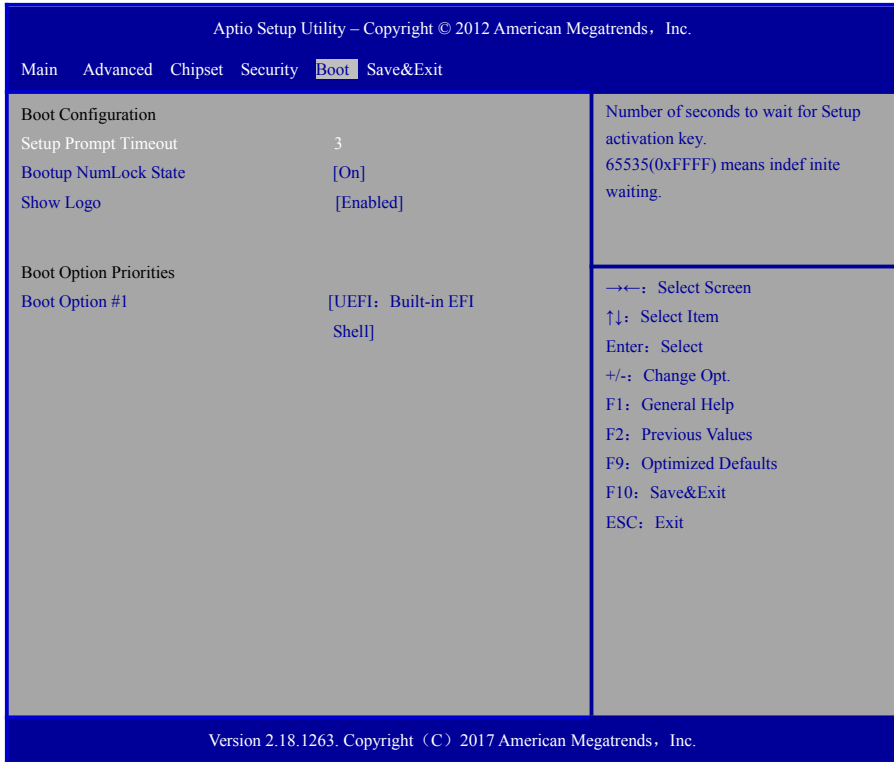 Aptio Setup Utility – Copyright © 2012 American Megatrends，Inc.
Main Advanced Chipset Security Boot Save&Exit
Boot Configuration
Setup Prompt Timeout 3
Bootup NumLock State [On]
Show Logo [Enabled]
Boot Option Priorities
Boot Option #1 [UEFI：Built-in EFI
Shell]
Number of seconds to wait for Setup
activation key.
65535(0xFFFF) means indef inite
waiting.
→←：Select Screen
↑↓：Select Item
Enter：Select
+/-：Change Opt.
F1：General Help
F2：Previous Values
F9：Optimized Defaults
F10：Save&Exit
ESC：Exit
Version 2.18.1263. Copyright（C）2017 American Megatrends，Inc.